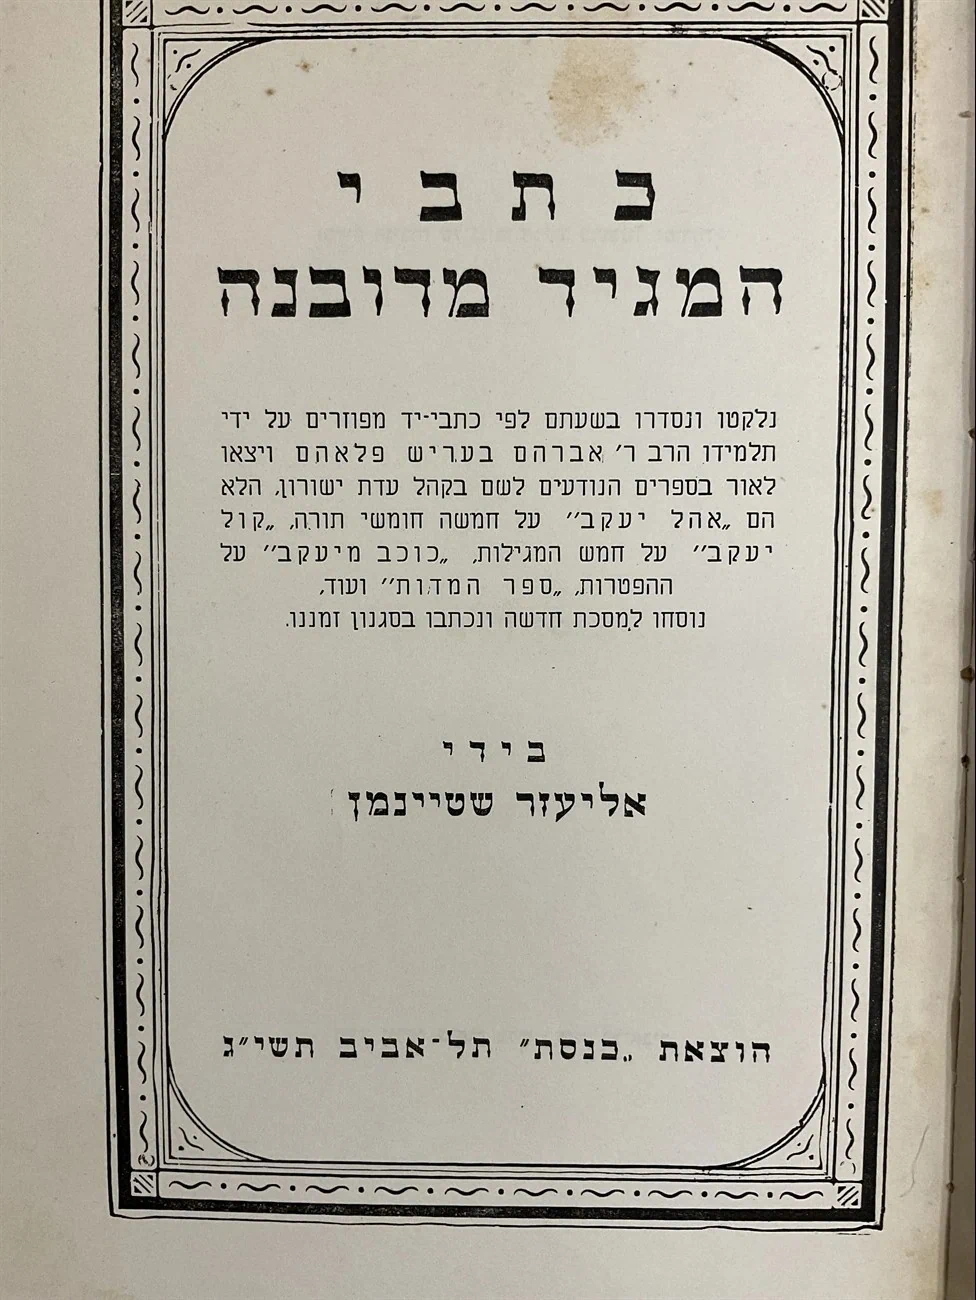 כתבי
המגיד מדובנה
נלקטו ונסדרו בשעתם לפי כתבי-יד מפוזרים על ידי
תלמידו הרב ר׳ אברהם בעריש פלאהם ויצאו
לאור בספרים הנודעים לשם בקהל עדת ישורון, הלא
הם „אהל יעקב״ על חמשה חומשי תורה, „קול
יעקב״ על חמש המגילות, „כוכב מיעקב״ על
ההפטרות, „ספר המדות״ ועוד,
נוסחו למסכת חדשה ונכתבו בסגנון זמננו.
בידי
אליעזר שטיינמן
הוצאת „כנסת״ תל-אביב תשי״ג